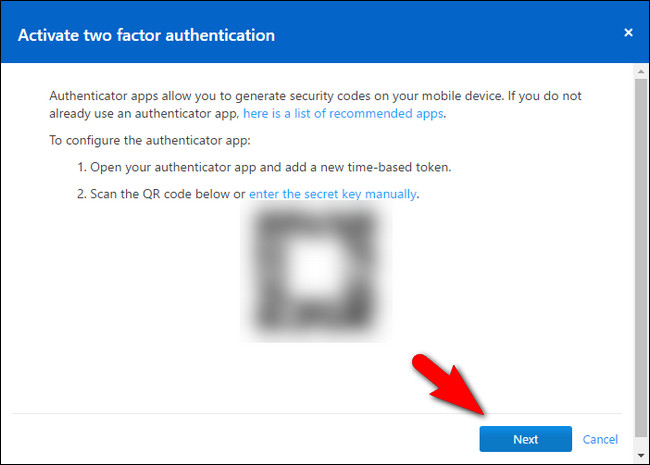 Activate two factor authentication
Authenticator apps allow you to generate security codes on your mobile device. If you do not
already use an authenticator app, here is a list of recommended apps.
To configure the authenticator app:
1. Open your authenticator app and add a new time-based token.
2. Scan the QR code below or enter the secret key manually.
Next
Cancel